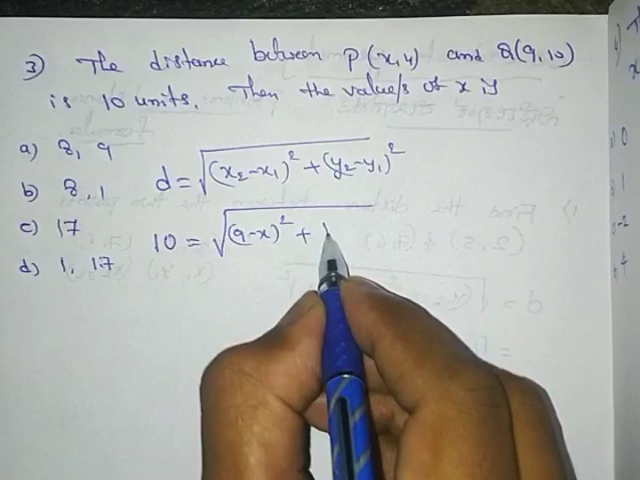 3) The distance between P(x,4) and Q(9,10)
is 10 units. Then the value/s of x is
a) 8, 9
b) 8, 1
c) 17
d) 1, 17
d = √(x₂-x₁)² + (y₂-y₁)²
10 = √(9-x)² +